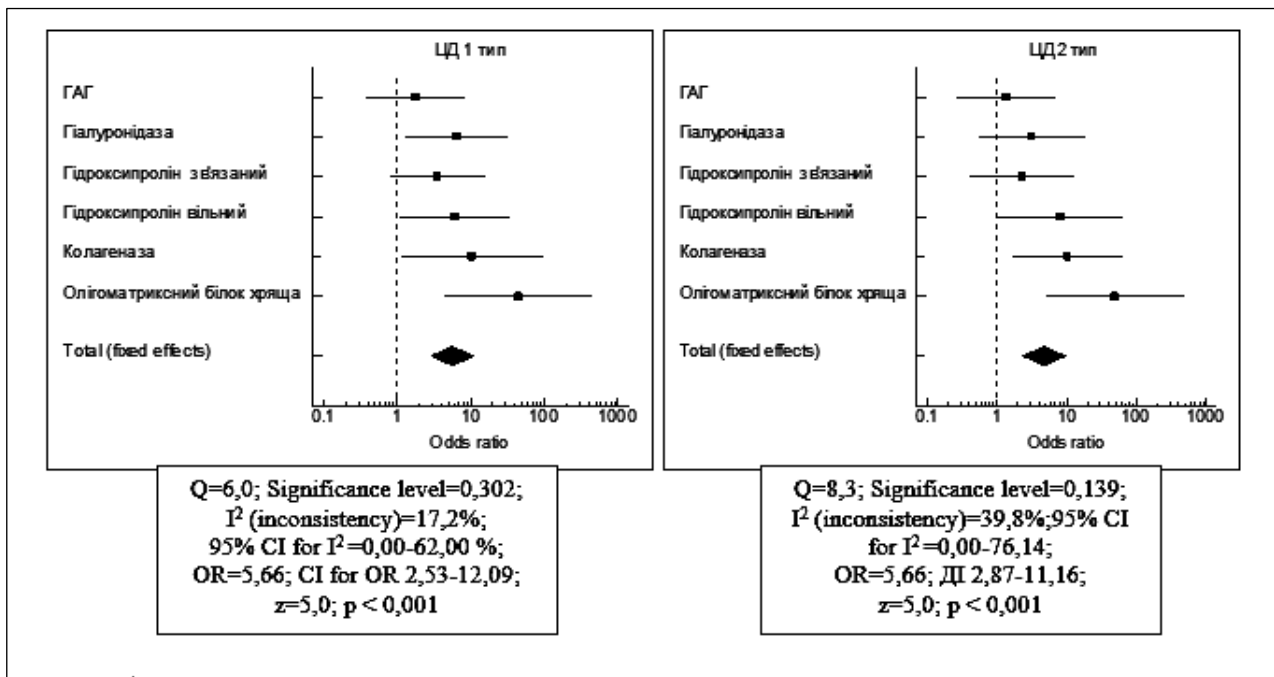 ЦД 1 тип
ГАГ
Гіалуронідаза
Гідроксипролін зв'язаний
Гідроксипролін вільний
Колагеназа
Олігоматриксний білок хряща
Total (fixed effects)
0.1 1 10 100 1000
Odds ratio
Q=6,0; Significance level=0,302;
I² (inconsistency)=17,2%;
95% CI for I²=0,00-62,00 %;
OR=5,66; CI for OR 2,53-12,09;
z=5,0; p < 0,001
ЦД 2 тип
ГАГ
Гіалуронідаза
Гідроксипролін зв'язаний
Гідроксипролін вільний
Колагеназа
Олігоматриксний білок хряща
Total (fixed effects)
0.1 1 10 100 1000
Odds ratio
Q=8,3; Significance level=0,139;
I² (inconsistency)=39,8%;95% CI
for I²=0,00-76,14;
OR=5,66; ДІ 2,87-11,16;
z=5,0; p < 0,001